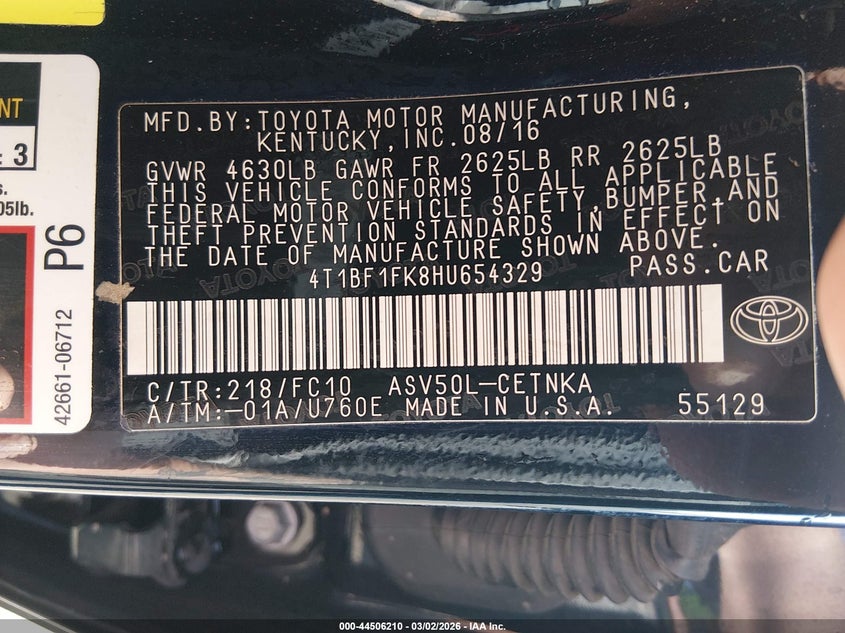 NT
: 3
s.
05lb.
P6
42661-06712
MFD.BY:TOYOTA MOTOR MANUFACTURING,
KENTUCKY,INC.08/16
GVWR 4630LB GAWR FR 2625LB RR 2625LB
THIS VEHICLE CONFORMS TO ALL APPLICABLE
FEDERAL MOTOR VEHICLE SAFETY,BUMPER,AND
THEFT PREVENTION STANDARDS IN EFFECT ON
THE DATE OF MANUFACTURE SHOWN ABOVE.
4T1BF1FK8HU654329 PASS.CAR
C/TR:218/FC10 ASV50L-CETNKA
A/TM:-01A/U760E MADE IN U.S.A. 55129
000-44506210 - 03/02/2026 - IAA Inc.